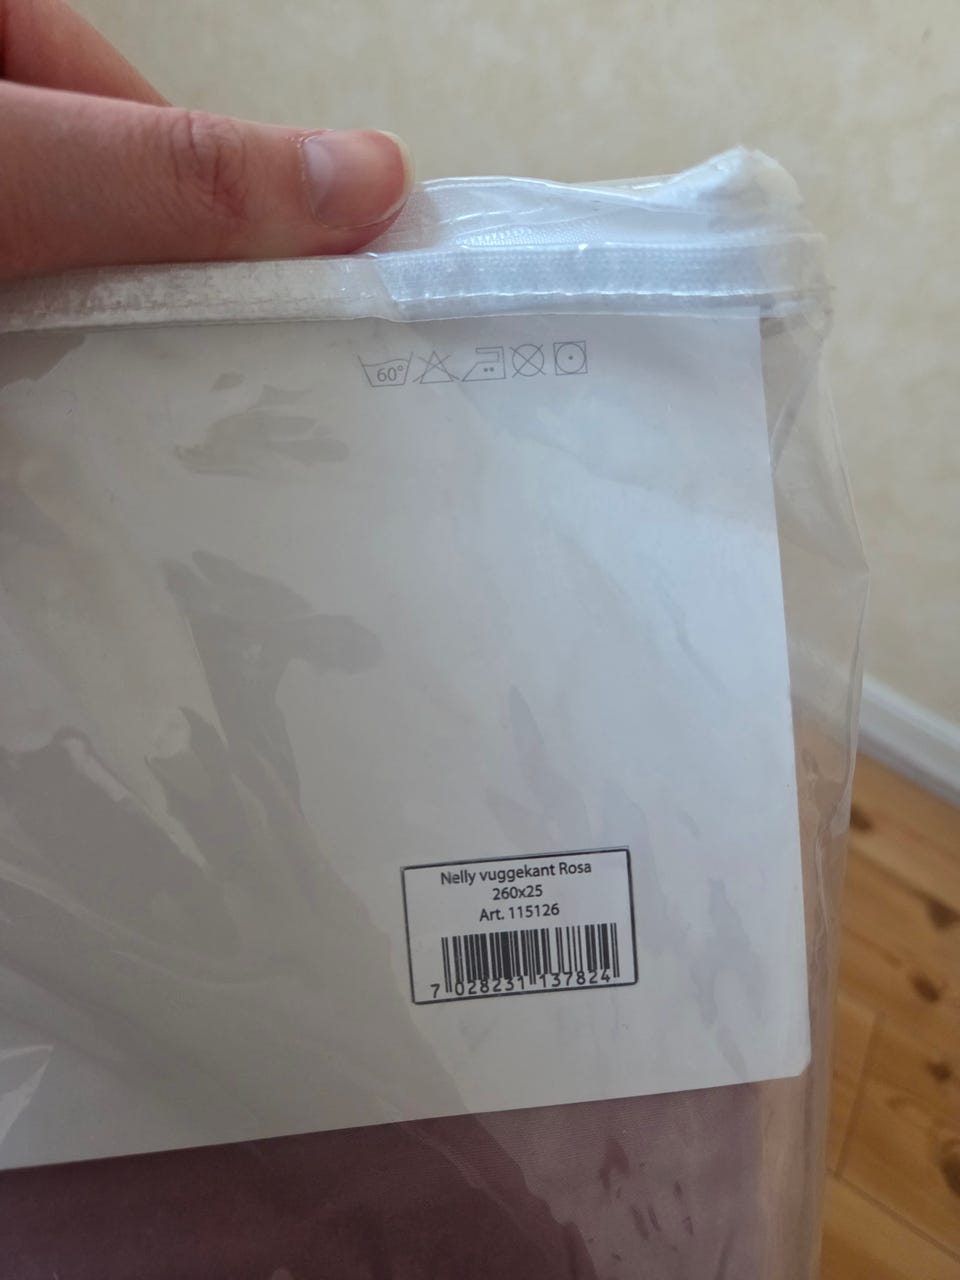 60°
Nelly vuggekant Rosa
260x25
Art. 115126
7 028231 137824